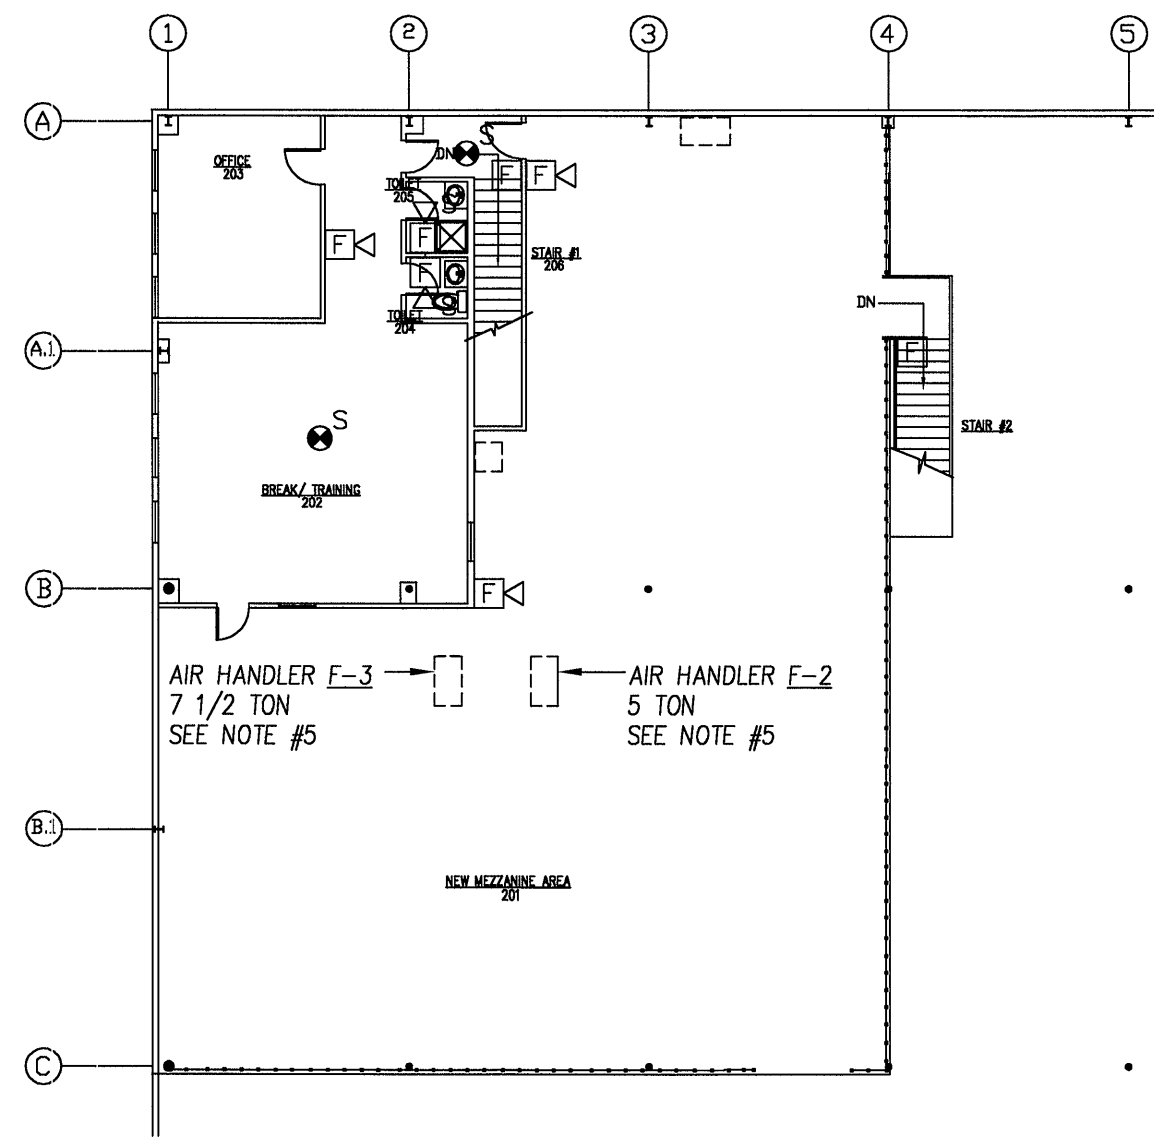 1 2 3 4 5
A
S
OFFICE
203
DN
F F
TOILET
205
S
F
F
STAIR #1
206
F
DN
S
TOILET
204
A.1
F
S
STAIR #2
BREAK/ TRAINING
202
B
F
AIR HANDLER F-3
7 1/2 TON
SEE NOTE #5
AIR HANDLER F-2
5 TON
SEE NOTE #5
B.1
NEW MEZZANINE AREA
201
C